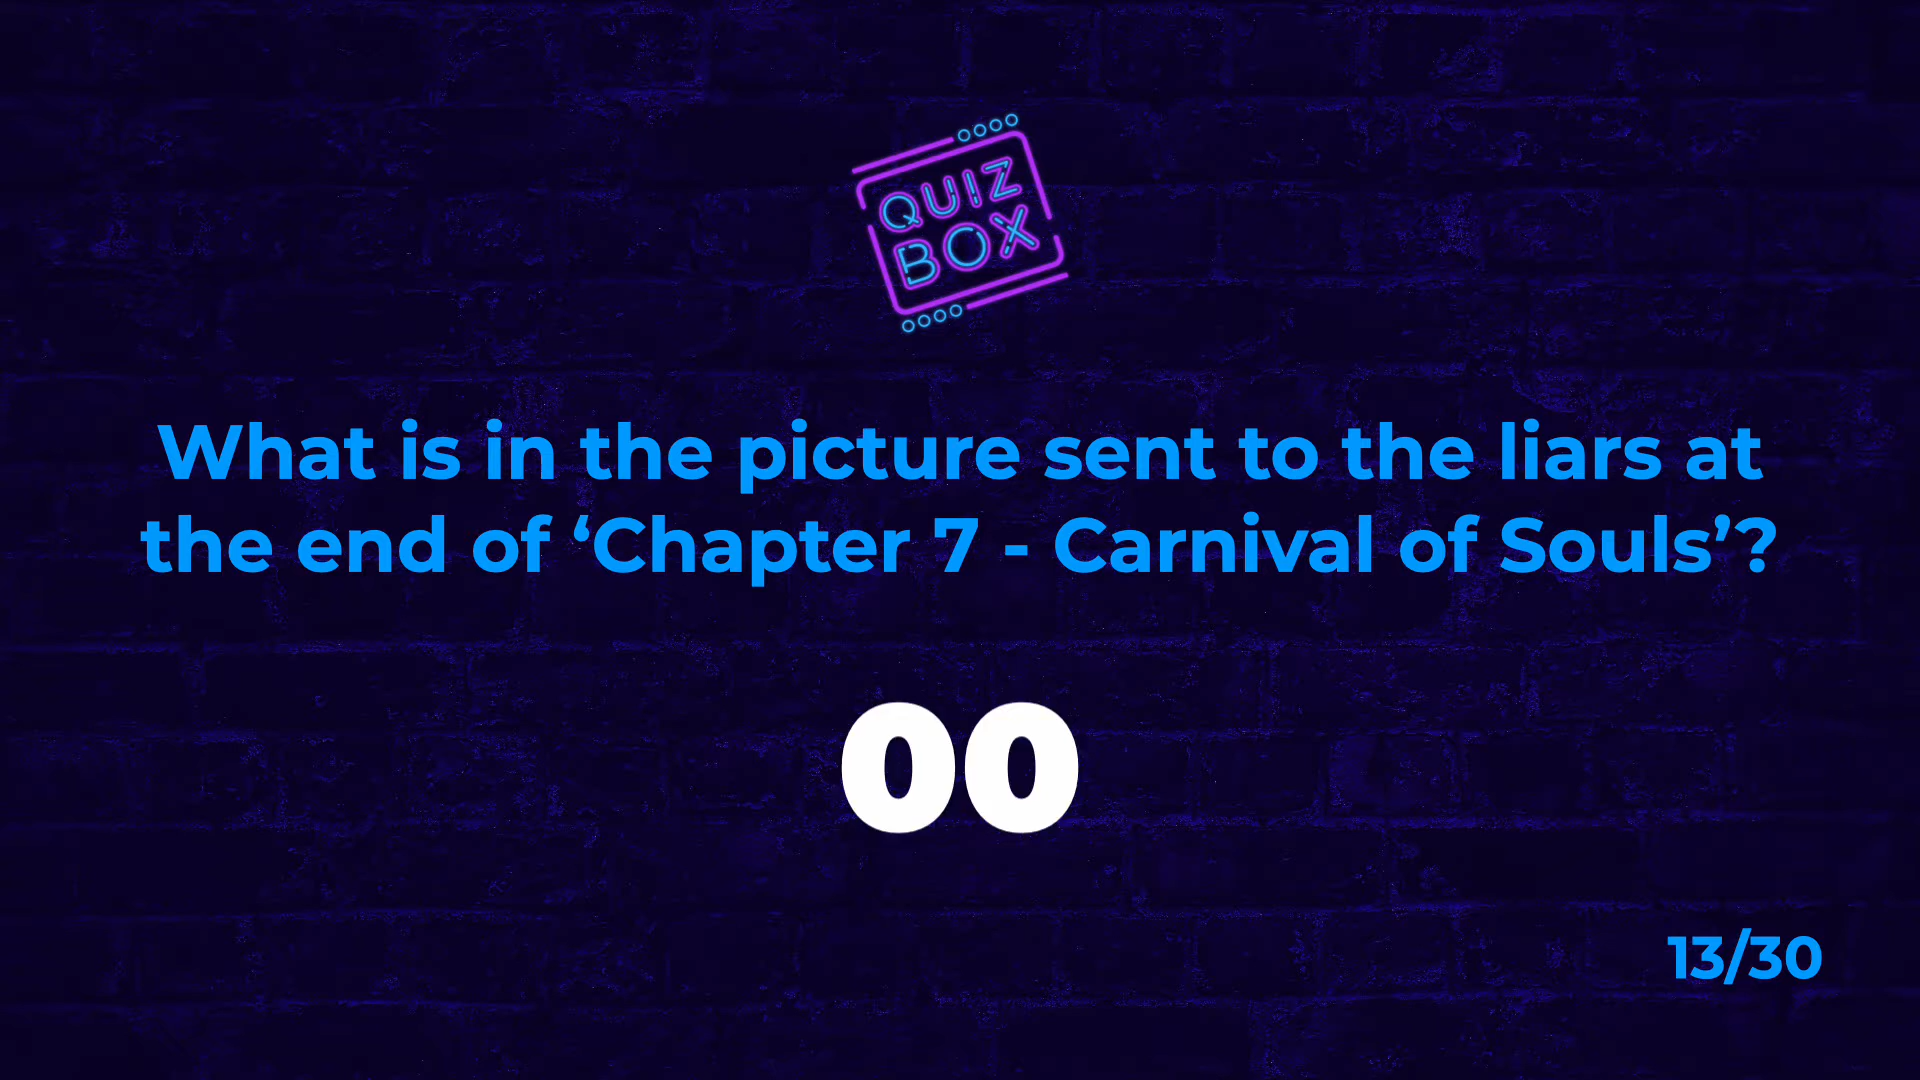 QUIZ
BOX
What is in the picture sent to the liars at
the end of ‘Chapter 7 - Carnival of Souls’?
00
13/30